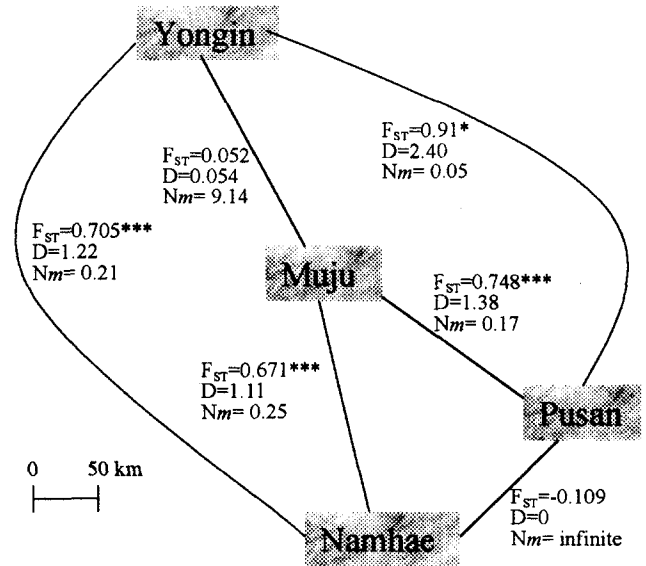 Yongin
F_ST=0.91*
D=2.40
Nm= 0.05
F_ST=0.052
D=0.054
Nm= 9.14
F_ST=0.705***
D=1.22
Nm= 0.21
Muju
F_ST=0.748***
D=1.38
Nm= 0.17
F_ST=0.671***
D=1.11
Nm= 0.25
Pusan
0 50 km
F_ST=-0.109
D=0
Nm= infinite
Namhae